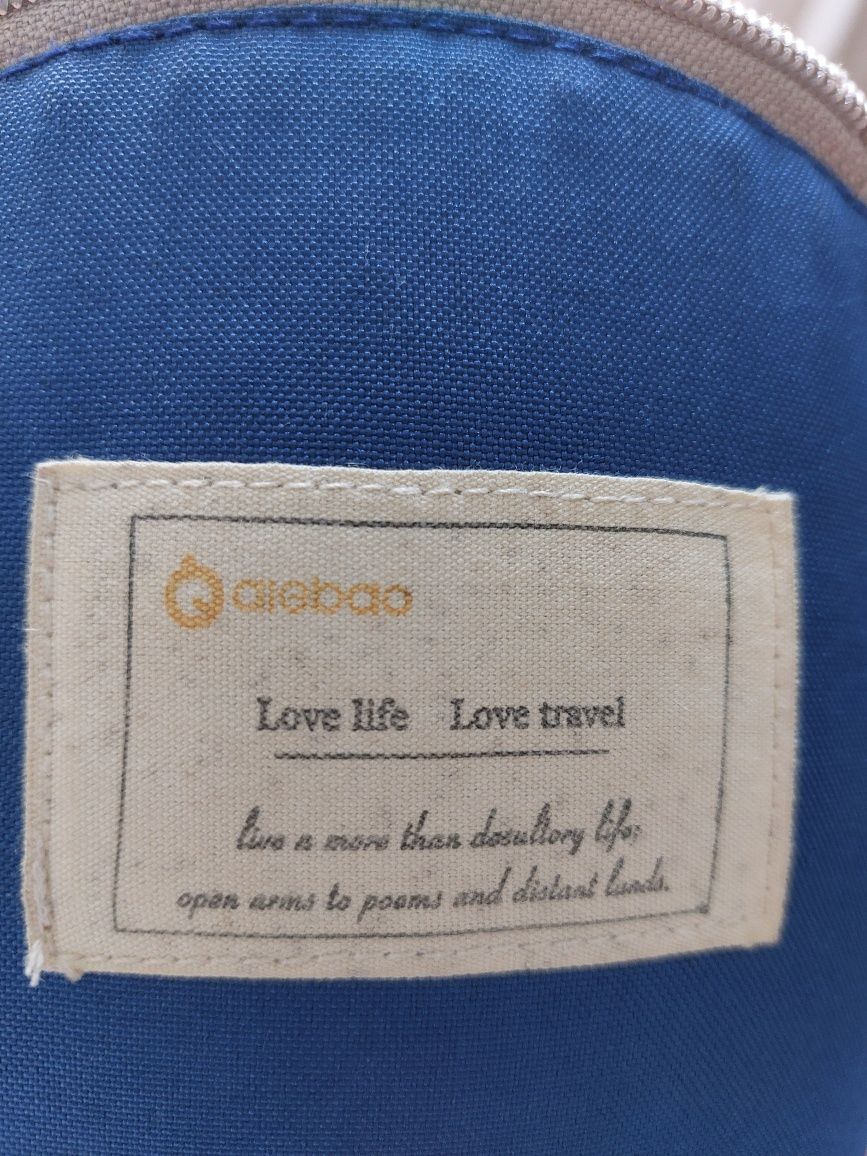 aiebao
Love life Love travel
live a more than desultory life;
open arms to poems and distant lands.